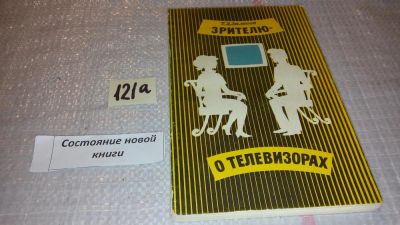 121а
Состояние новой
книги
ЗРИТЕЛЮ-
О ТЕЛЕВИЗОРАХ